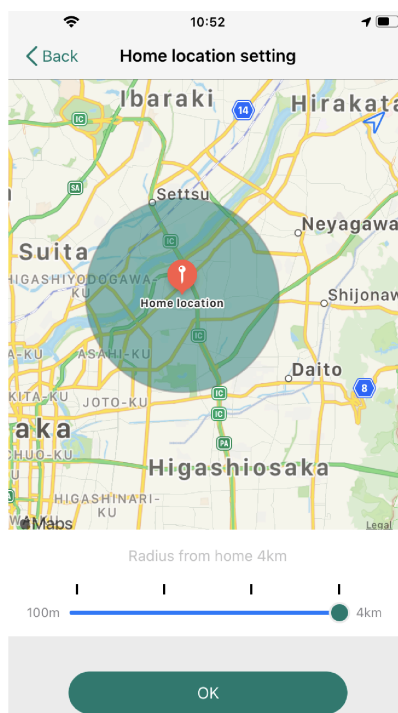 10:52
Back
Home location setting
Ibaraki
14
Hirakata
IC
SA
Settsu
Neyagawa
IC
Suita
HIGASHIYODOGAWA-
KU
Home location
Shijonaw
IC
A-KU
ASAHI-KU
Daito
8
KITA-KU
JOTO-KU
IC
IC
aka
CHUO-KU
PA
Higashiosaka
HIGASHINARI-
KU
Maps
Legal
Radius from home 4km
100m
4km
OK